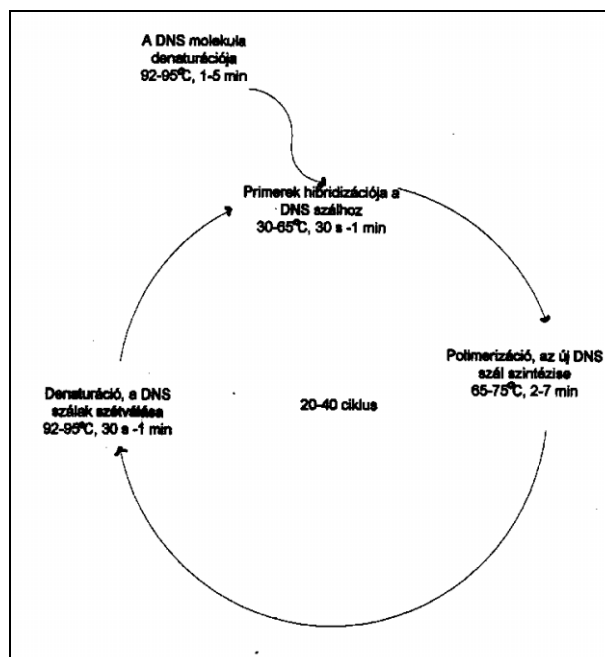 A DNS molekula
denaturációja
92-95°C, 1-5 min
Primerek hibridizációja a
DNS szálhoz
30-65°C, 30 s -1 min
Polimerizáció, az új DNS
szál szintézise
65-75°C, 2-7 min
Denaturáció, a DNS
szálak szétválása
92-95°C, 30 s -1 min
20-40 ciklus